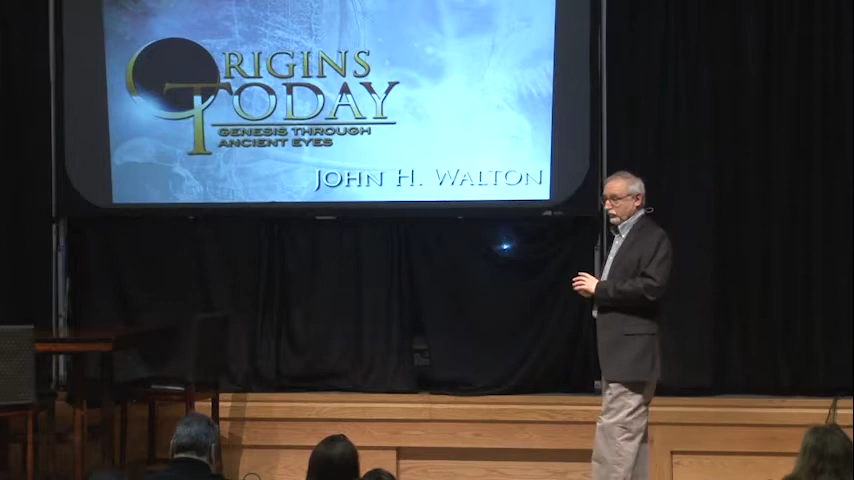 ORIGINS
TODAY
GENESIS THROUGH
ANCIENT EYES
JOHN H. WALTON